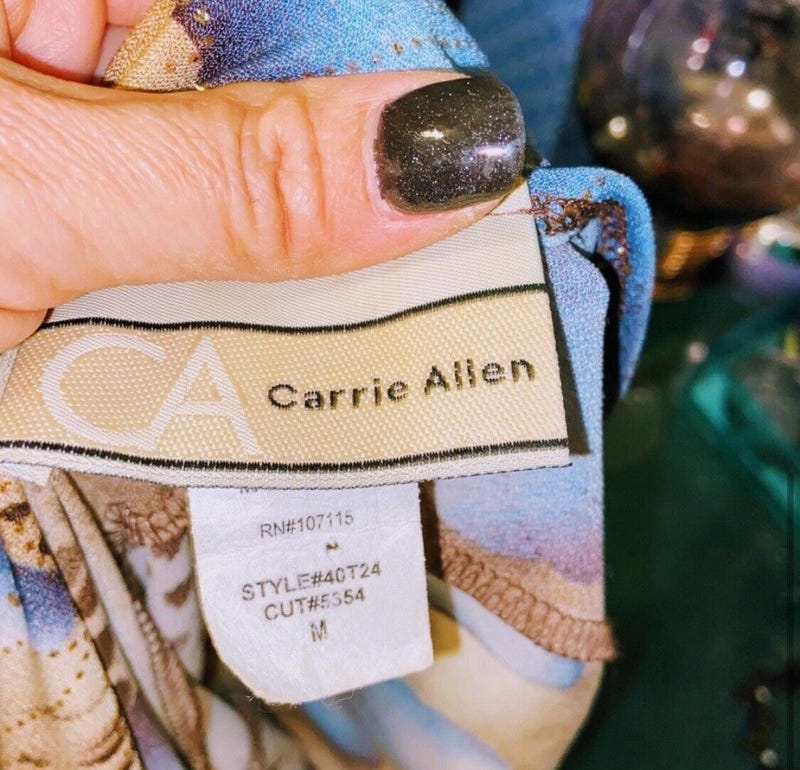 CA Carrie Allen
RN#107115
STYLE#40T24
CUT#5354
M